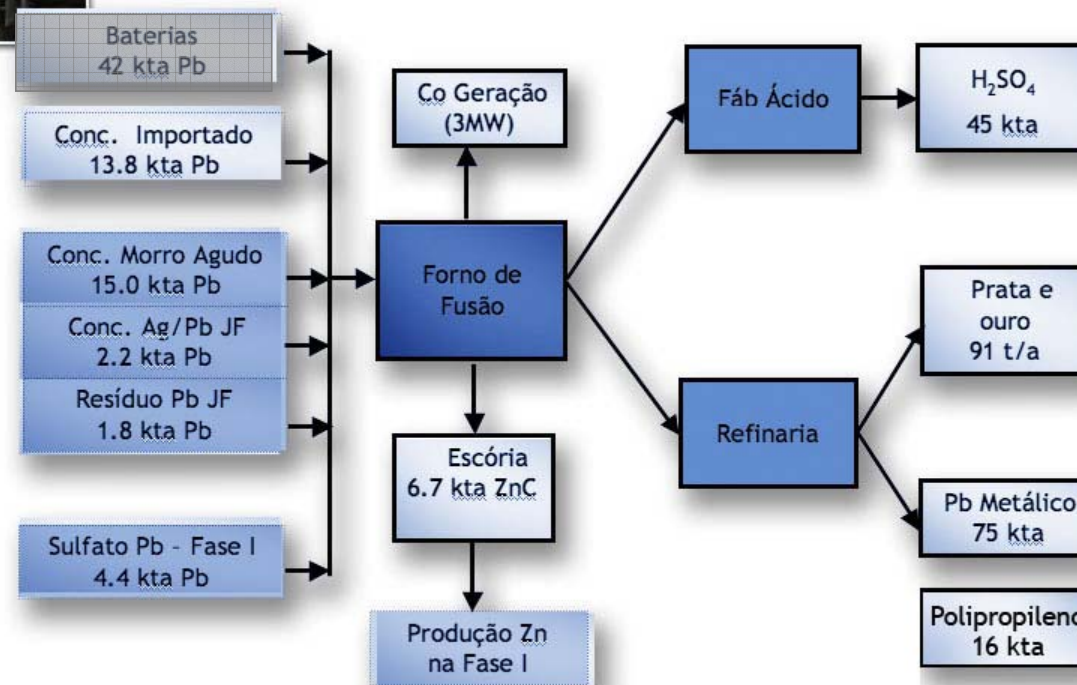 Baterias
42 kta Pb
Conc. Importado
13.8 kta Pb
Conc. Morro Agudo
15.0 kta Pb
Conc. Ag/Pb JF
2.2 kta Pb
Resíduo Pb JF
1.8 kta Pb
Sulfato Pb - Fase I
4.4 kta Pb
Co Geração
(3MW)
Forno de
Fusão
Escória
6.7 kta ZnC
Produção Zn
na Fase I
Fáb Ácido
H₂SO₄
45 kta
Refinaria
Prata e
ouro
91 t/a
Pb Metálico
75 kta
Polipropileno
16 kta